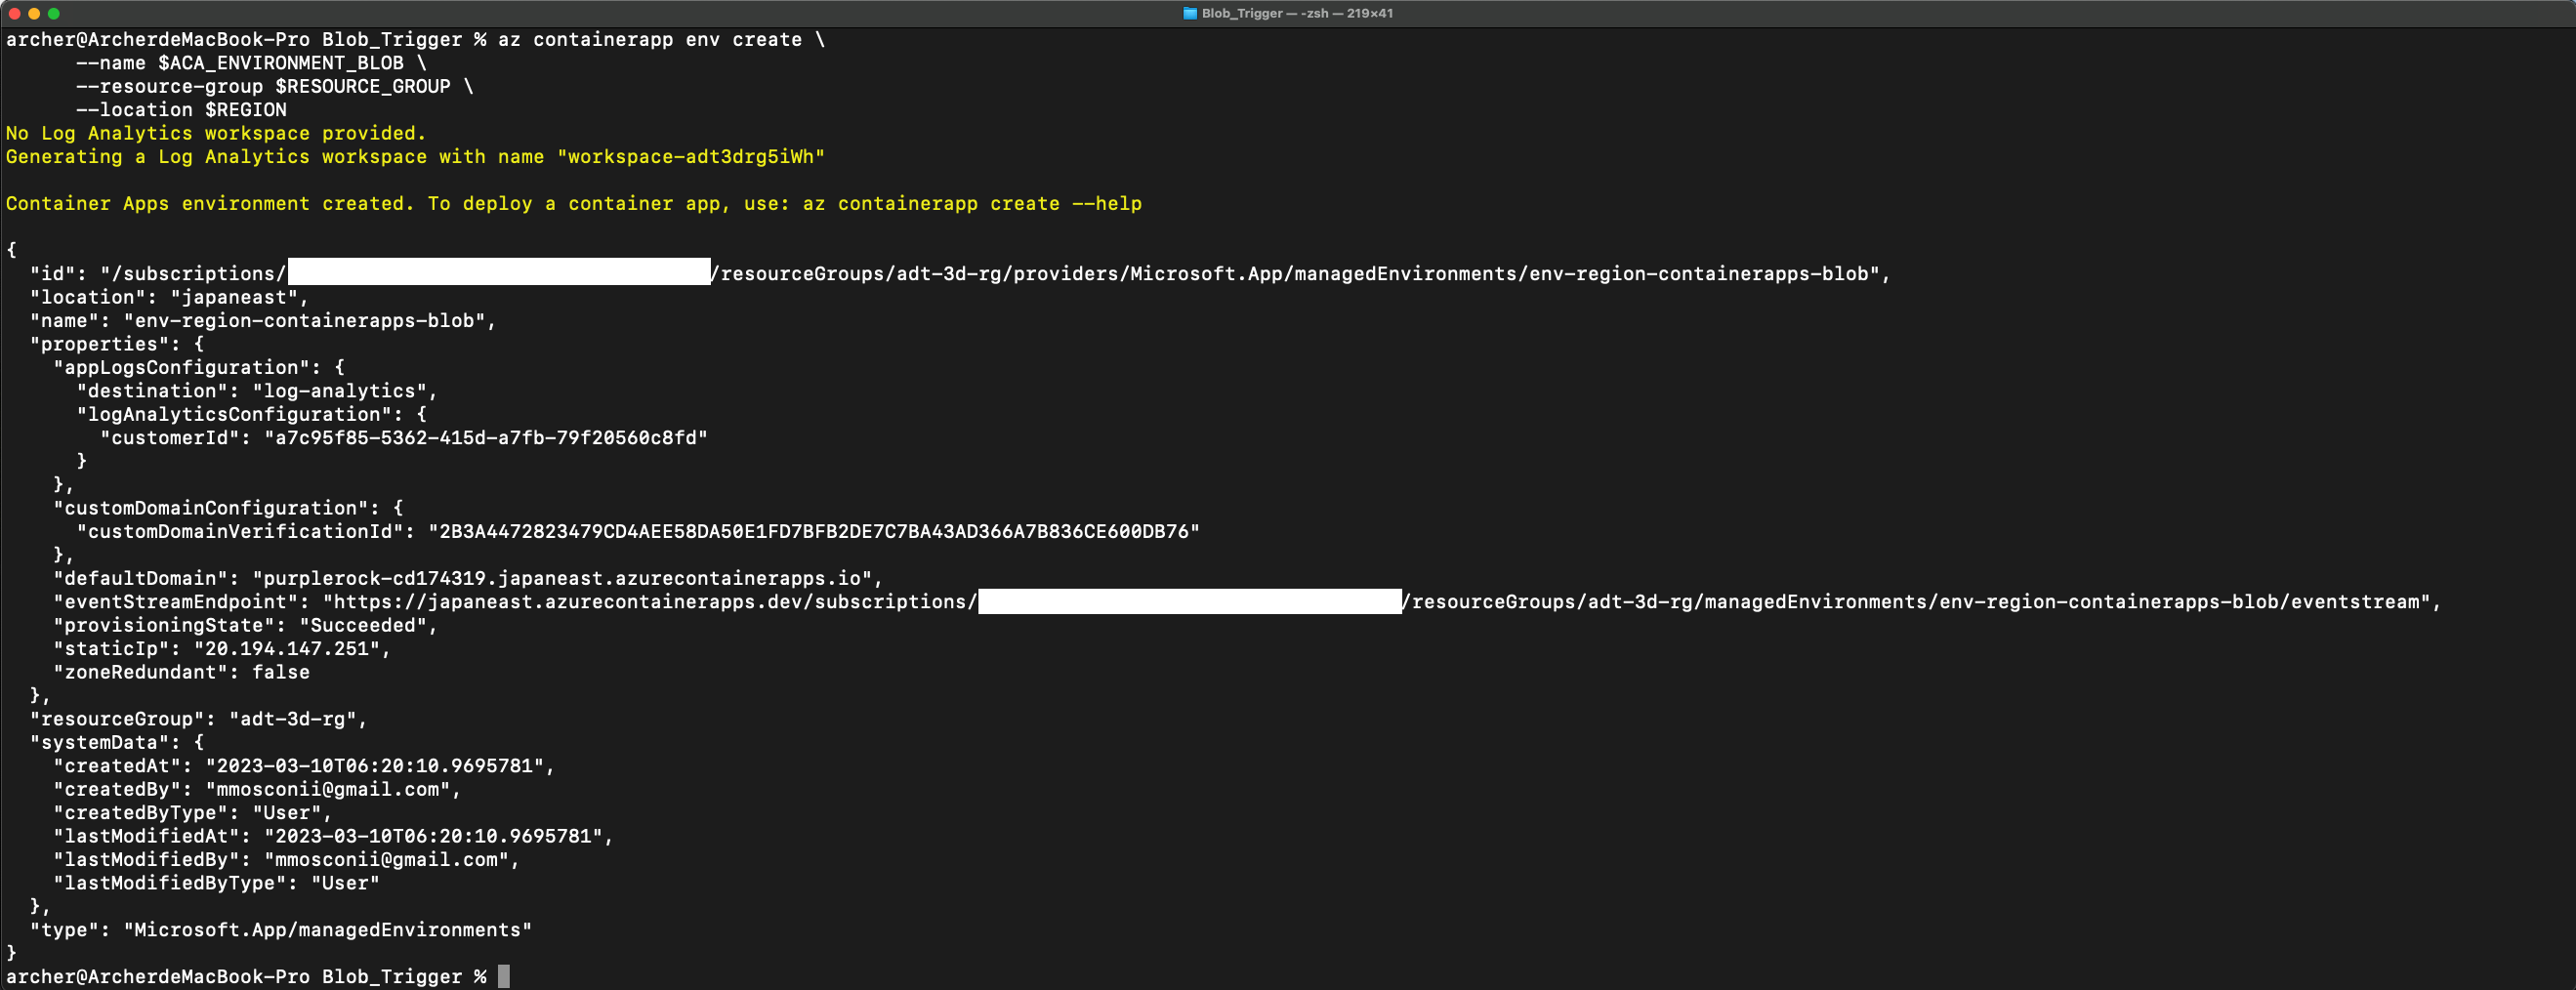 Blob_Trigger — -zsh — 219×41
archer@ArcherdeMacBook-Pro Blob_Trigger % az containerapp env create \
      --name $ACA_ENVIRONMENT_BLOB \
      --resource-group $RESOURCE_GROUP \
      --location $REGION
No Log Analytics workspace provided.
Generating a Log Analytics workspace with name "workspace-adt3drg5iWh"
Container Apps environment created. To deploy a container app, use: az containerapp create --help
{
  "id": "/subscriptions/ /resourceGroups/adt-3d-rg/providers/Microsoft.App/managedEnvironments/env-region-containerapps-blob",
  "location": "japaneast",
  "name": "env-region-containerapps-blob",
  "properties": {
    "appLogsConfiguration": {
      "destination": "log-analytics",
      "logAnalyticsConfiguration": {
        "customerId": "a7c95f85-5362-415d-a7fb-79f20560c8fd"
      }
    },
    "customDomainConfiguration": {
      "customDomainVerificationId": "2B3A4472823479CD4AEE58DA50E1FD7BFB2DE7C7BA43AD366A7B836CE600DB76"
    },
    "defaultDomain": "purplerock-cd174319.japaneast.azurecontainerapps.io",
    "eventStreamEndpoint": "https://japaneast.azurecontainerapps.dev/subscriptions/ /resourceGroups/adt-3d-rg/managedEnvironments/env-region-containerapps-blob/eventstream",
    "provisioningState": "Succeeded",
    "staticIp": "20.194.147.251",
    "zoneRedundant": false
  },
  "resourceGroup": "adt-3d-rg",
  "systemData": {
    "createdAt": "2023-03-10T06:20:10.9695781",
    "createdBy": "mmosconii@gmail.com",
    "createdByType": "User",
    "lastModifiedAt": "2023-03-10T06:20:10.9695781",
    "lastModifiedBy": "mmosconii@gmail.com",
    "lastModifiedByType": "User"
  },
  "type": "Microsoft.App/managedEnvironments"
}
archer@ArcherdeMacBook-Pro Blob_Trigger %